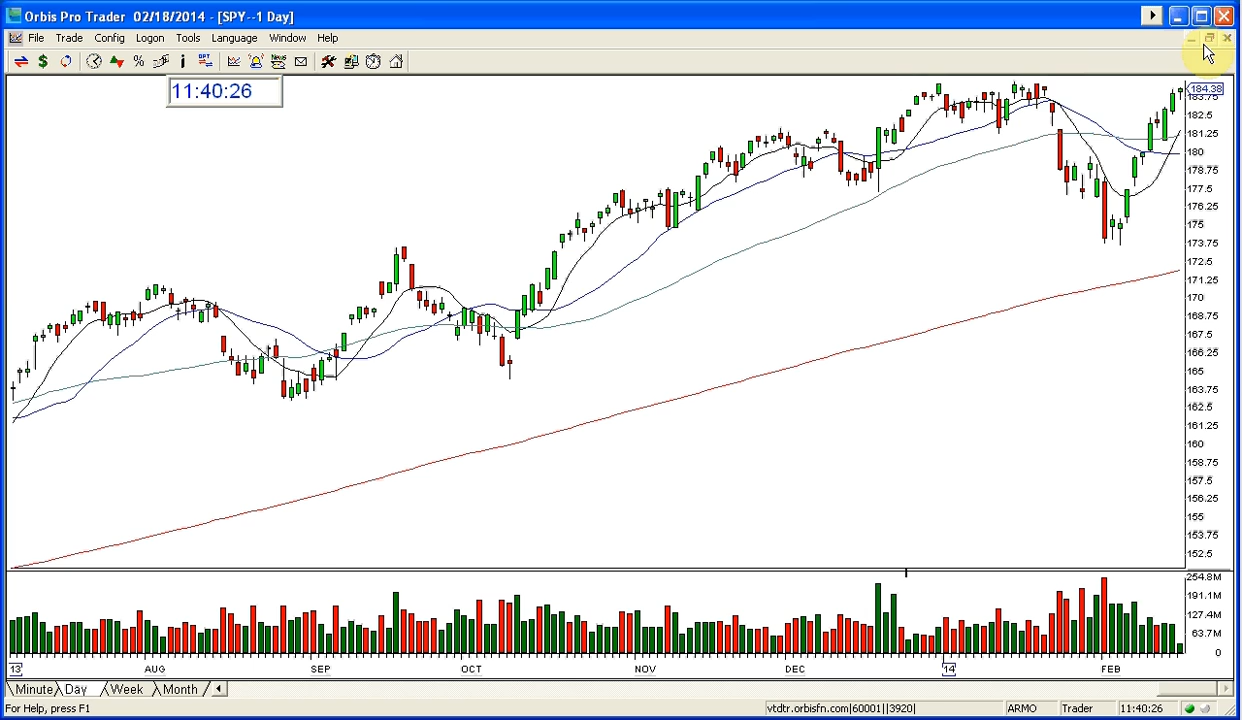 Orbis Pro Trader 02/18/2014 - [SPY--1 Day]
File Trade Config Logon Tools Language Window Help
$ % i OPT News
11:40:26
184.38
183.75
182.5
181.25
180
178.75
177.5
176.25
175
173.75
172.5
171.25
170
168.75
167.5
166.25
165
163.75
162.5
161.25
160
158.75
157.5
156.25
155
153.75
152.5
254.8M
191.1M
127.4M
63.7M
0
13 AUG SEP OCT NOV DEC 14 FEB
Minute Day Week Month
For Help, press F1 vtdtr.orbisfn.com|60001||3920| ARMO Trader 11:40:26